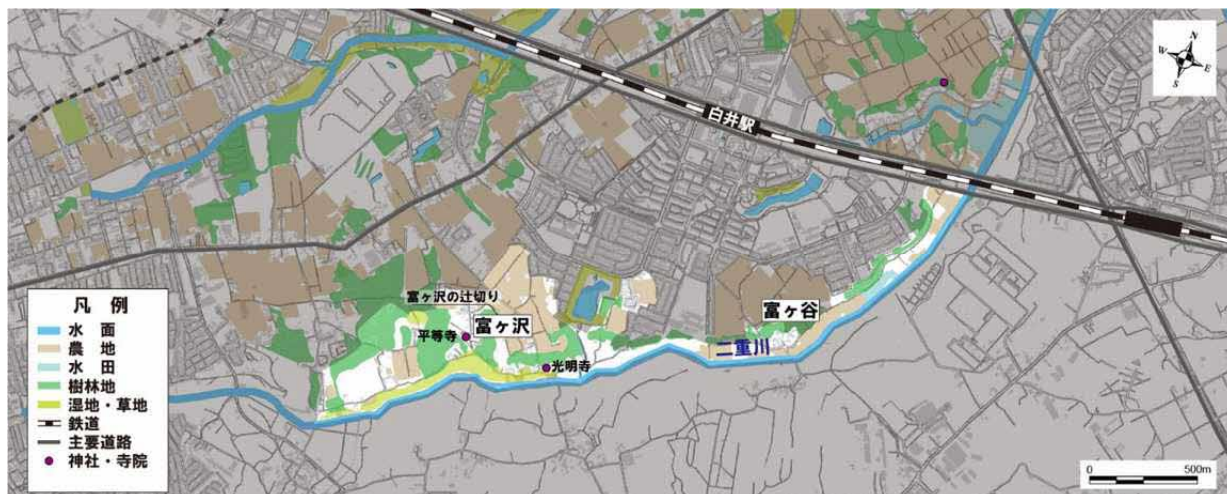 N
W
E
S
白井駅
富ヶ沢の辻切り
平等寺
富ヶ沢
富ヶ谷
二重川
光明寺
凡 例
水 面
農 地
水 田
樹林地
湿地・草地
鉄道
主要道路
神社・寺院
0 500m